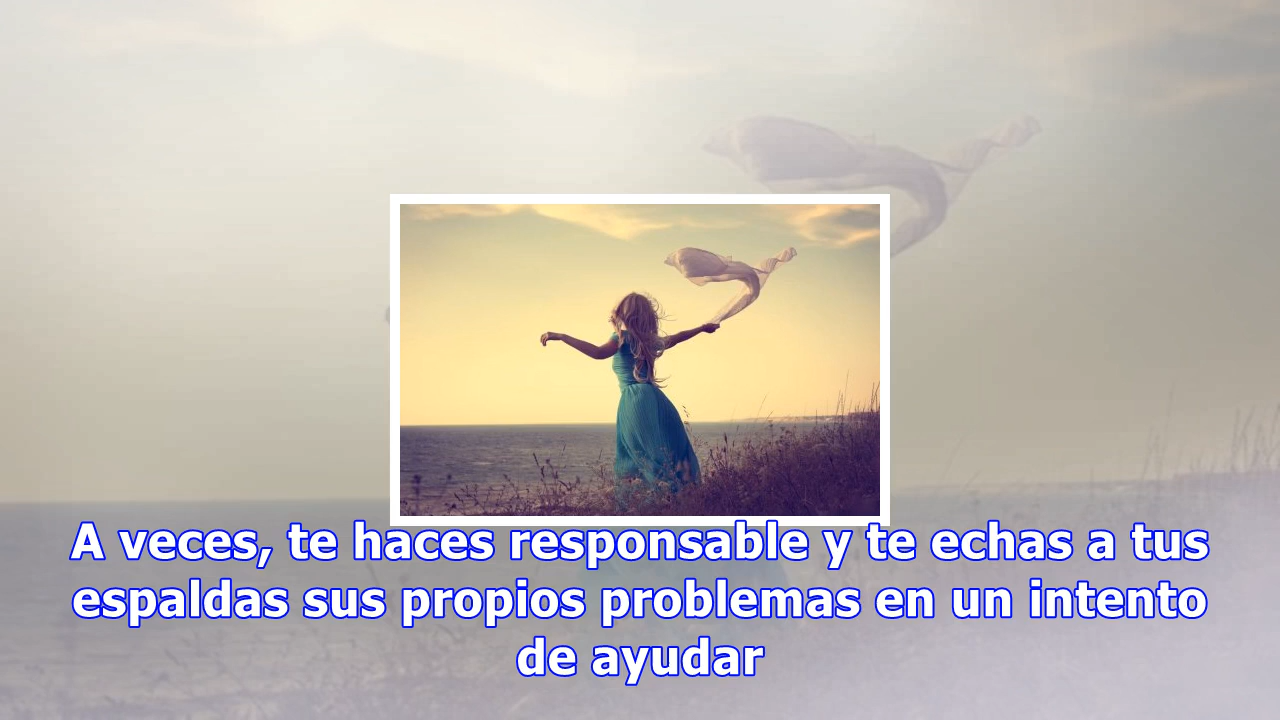 A veces, te haces responsable y te echas a tus
espaldas sus propios problemas en un intento
de ayudar